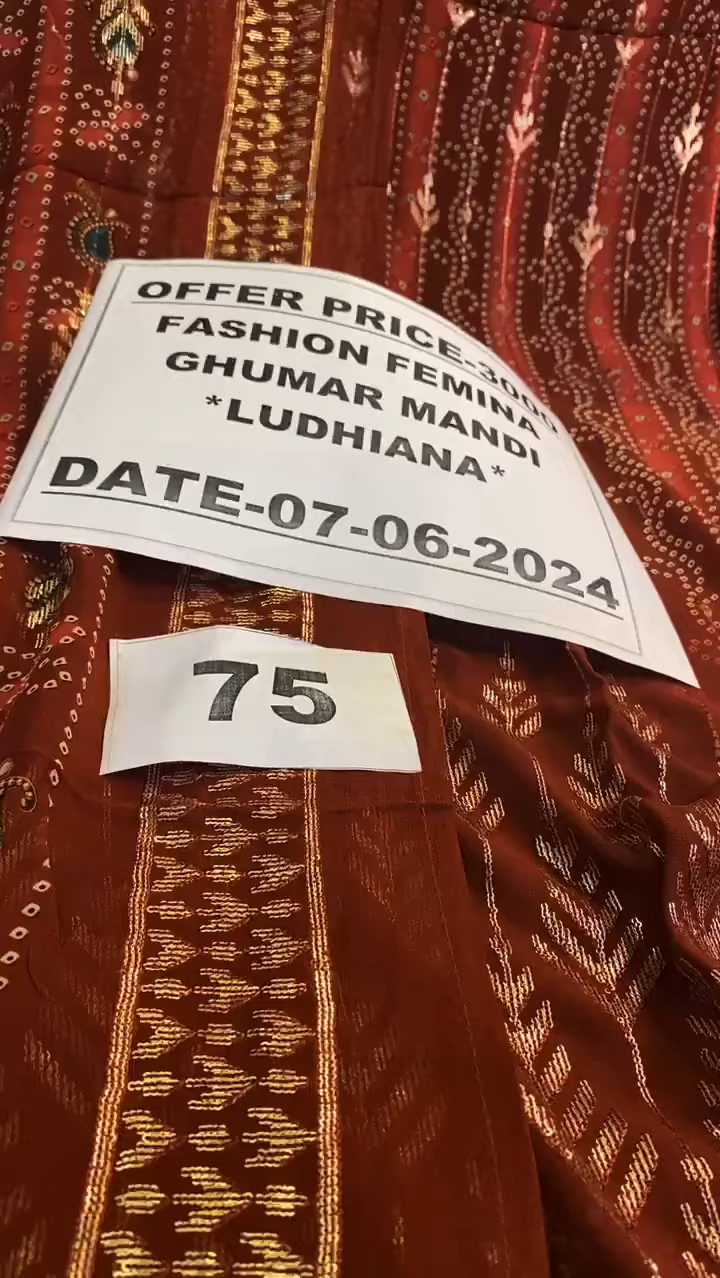 OFFER PRICE-3000
FASHION FEMINA
GHUMAR MANDI
*LUDHIANA*
DATE-07-06-2024
75